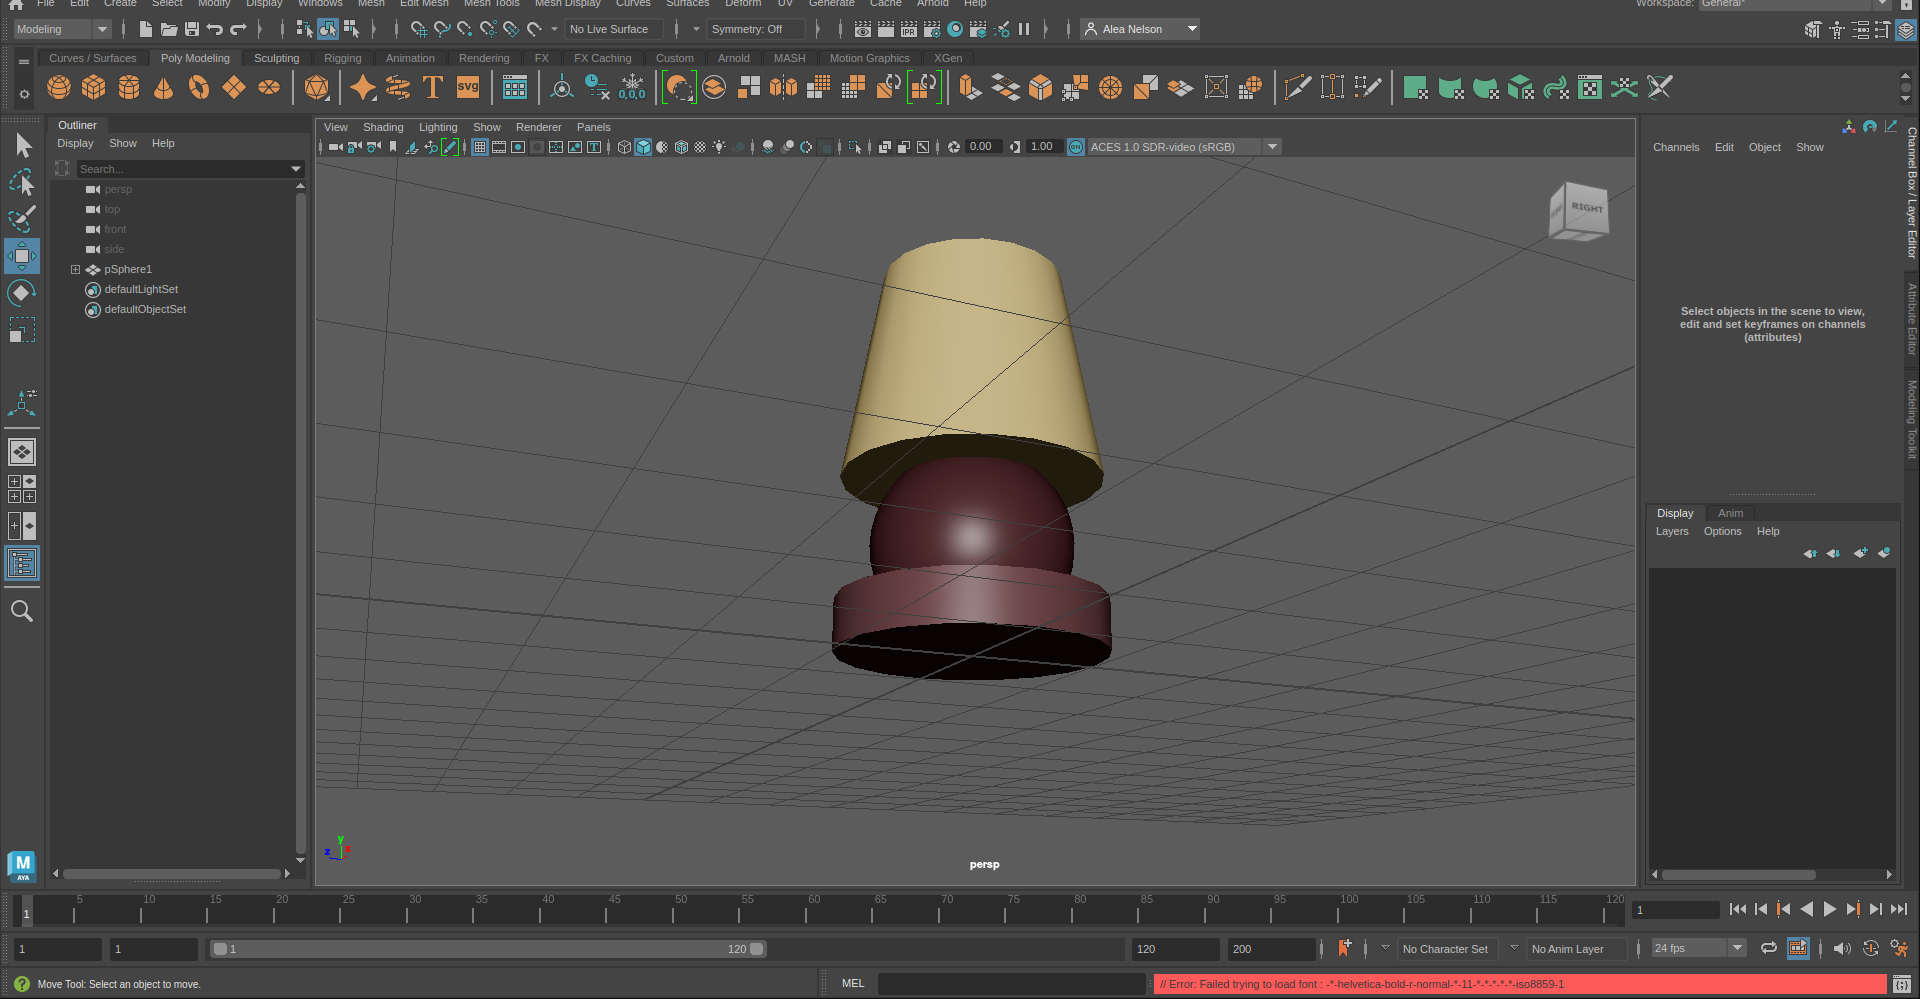 File Edit Create Select Modify Display Windows Mesh Edit Mesh Mesh Tools Mesh Display Curves Surfaces Deform UV Generate Cache Arnold Help Workspace: General*
Modeling No Live Surface Symmetry: Off Alea Nelson
Curves / Surfaces Poly Modeling Sculpting Rigging Animation Rendering FX FX Caching Custom Arnold MASH Motion Graphics XGen
T svg 0,0,0
Outliner
Display Show Help
Search...
persp
top
front
side
pSphere1
defaultLightSet
defaultObjectSet
View Shading Lighting Show Renderer Panels
0.00 1.00 ON ACES 1.0 SDR-video (sRGB)
RIGHT
y
z x
persp
Channels Edit Object Show
Select objects in the scene to view,
edit and set keyframes on channels
(attributes)
Channel Box / Layer Editor
Attribute Editor
Modeling Toolkit
Display Anim
Layers Options Help
M
AYA
1 5 10 15 20 25 30 35 40 45 50 55 60 65 70 75 80 85 90 95 100 105 110 115 120 1
1 1 1 120 120 200 No Character Set No Anim Layer 24 fps
Move Tool: Select an object to move. MEL // Error: Failed trying to load font : -*-helvetica-bold-r-normal-*-11-*-*-*-*-*-iso8859-1